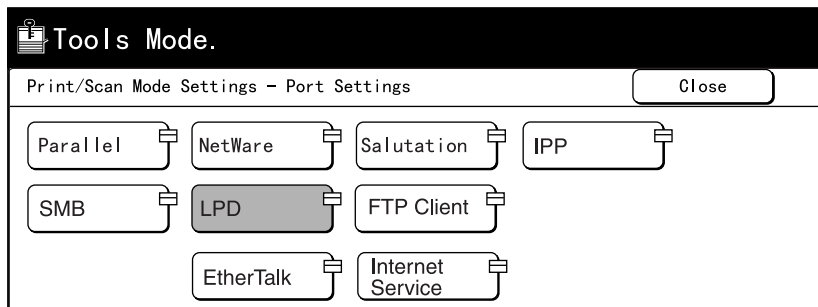 Tools Mode.
Print/Scan Mode Settings - Port Settings
Close
Parallel
NetWare
Salutation
IPP
SMB
LPD
FTP Client
EtherTalk
Internet
Service